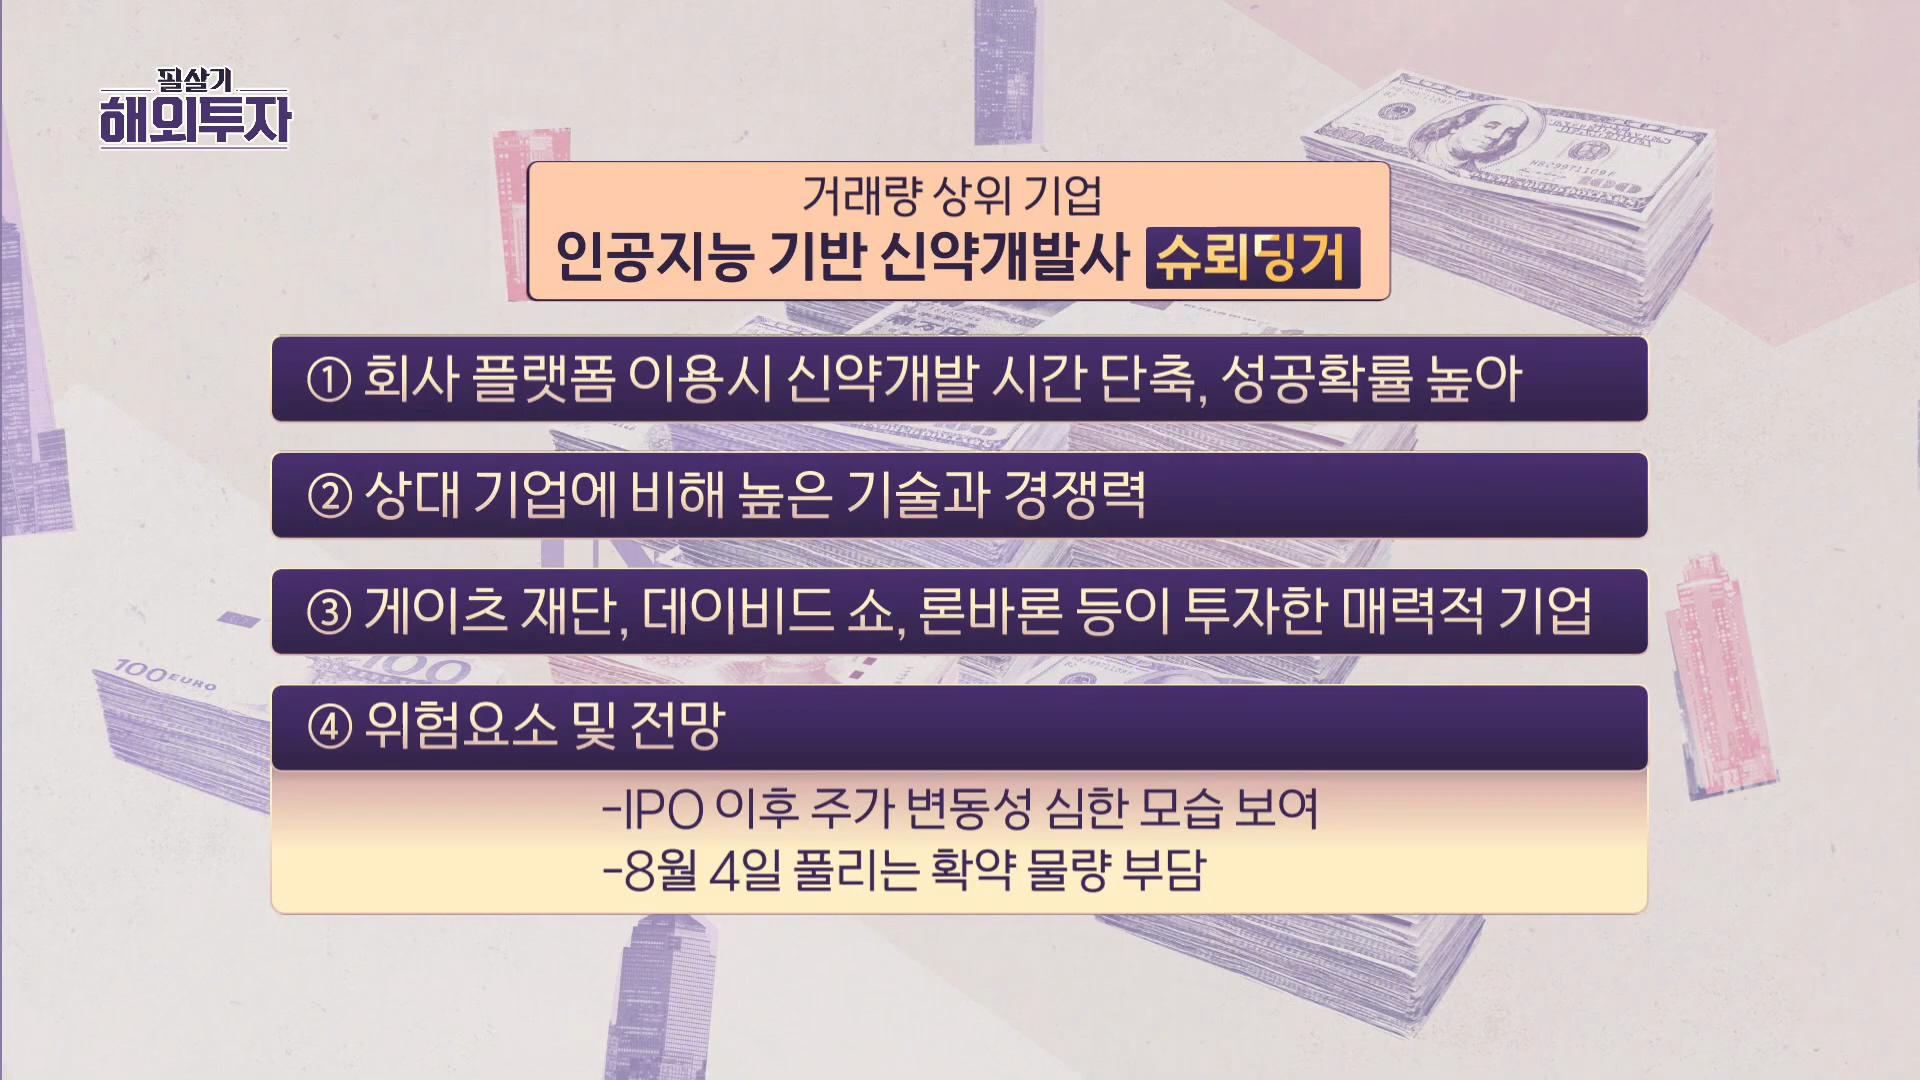 필살기
해외투자
거래량 상위 기업
인공지능 기반 신약개발사 슈뢰딩거
① 회사 플랫폼 이용시 신약개발 시간 단축, 성공확률 높아
② 상대 기업에 비해 높은 기술과 경쟁력
③ 게이츠 재단, 데이비드 쇼, 론바론 등이 투자한 매력적 기업
④ 위험요소 및 전망
-IPO 이후 주가 변동성 심한 모습 보여
-8월 4일 풀리는 확약 물량 부담
100 EURO
100